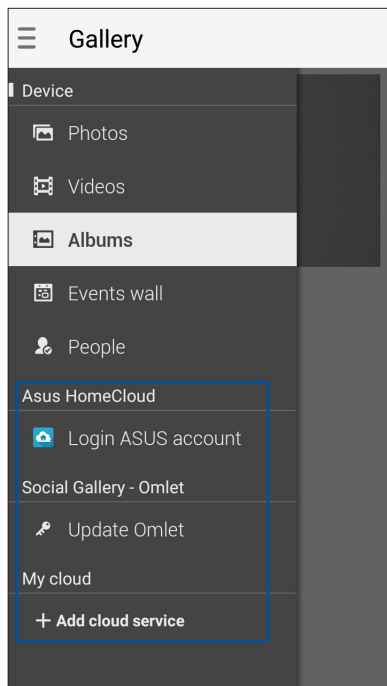 Gallery
Device
Photos
Videos
Albums
Events wall
People
Asus HomeCloud
Login ASUS account
Social Gallery - Omlet
Update Omlet
My cloud
+ Add cloud service